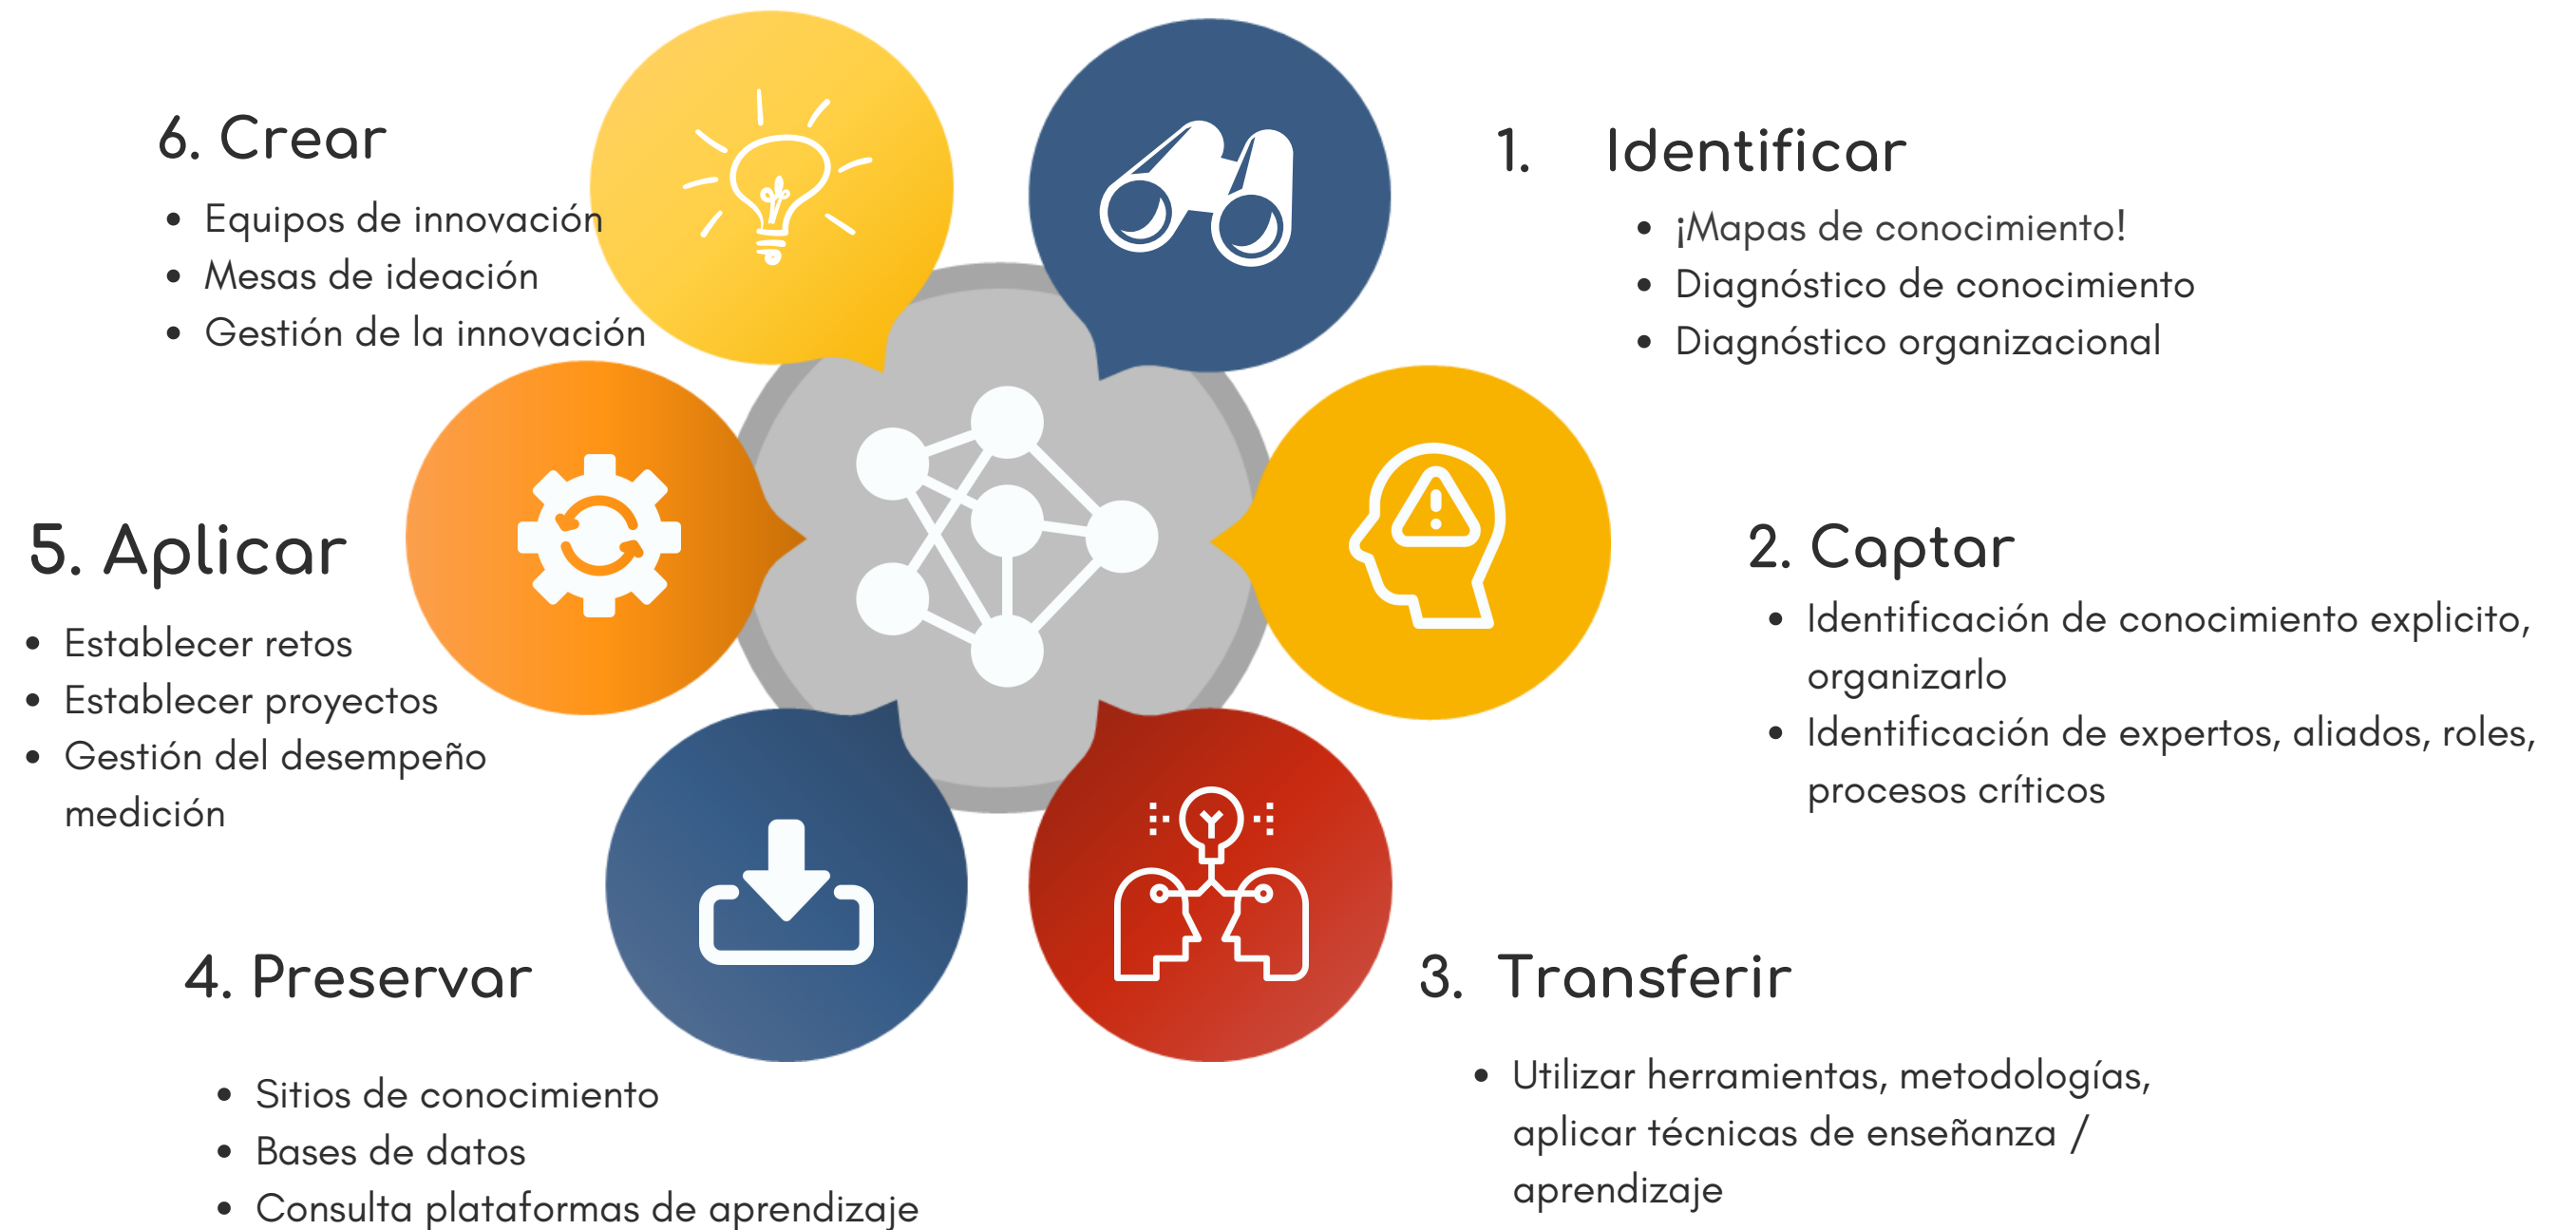 1. Identificar
• ¡Mapas de conocimiento!
• Diagnóstico de conocimiento
• Diagnóstico organizacional
2. Captar
• Identificación de conocimiento explicito,
organizarlo
• Identificación de expertos, aliados, roles,
procesos críticos
3. Transferir
• Utilizar herramientas, metodologías,
aplicar técnicas de enseñanza /
aprendizaje
4. Preservar
• Sitios de conocimiento
• Bases de datos
• Consulta plataformas de aprendizaje
5. Aplicar
• Establecer retos
• Establecer proyectos
• Gestión del desempeño
medición
6. Crear
• Equipos de innovación
• Mesas de ideación
• Gestión de la innovación